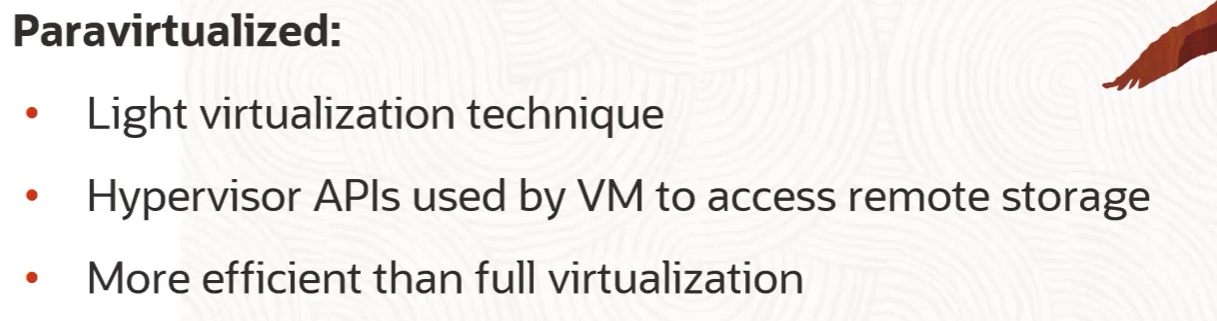 Paravirtualized:
• Light virtualization technique
• Hypervisor APIs used by VM to access remote storage
• More efficient than full virtualization